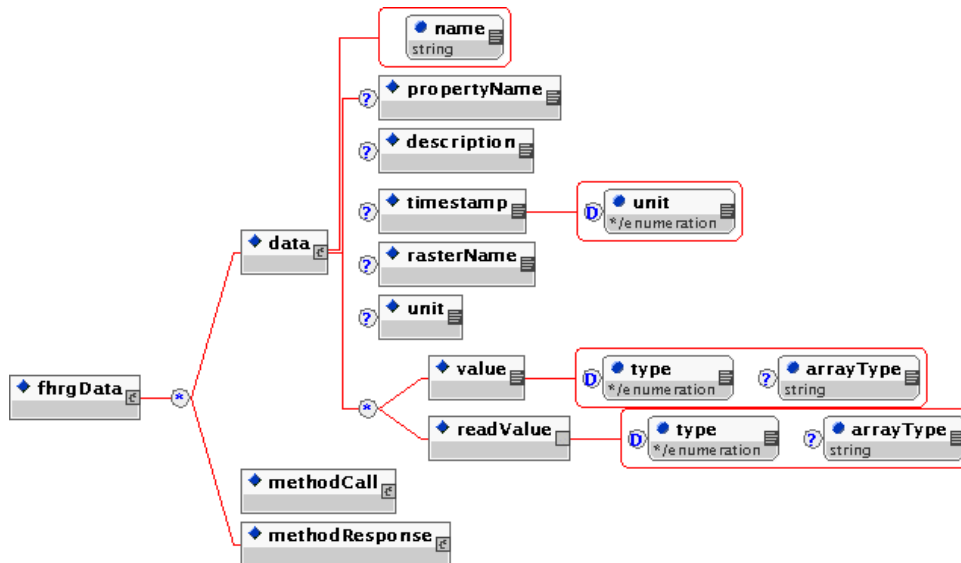 name
string
? propertyName
? description
? timestamp
D unit
*/enumeration
data
? rasterName
? unit
fhrgData
*
*
value
D type
*/enumeration
? arrayType
string
readValue
D type
*/enumeration
? arrayType
string
methodCall
methodResponse